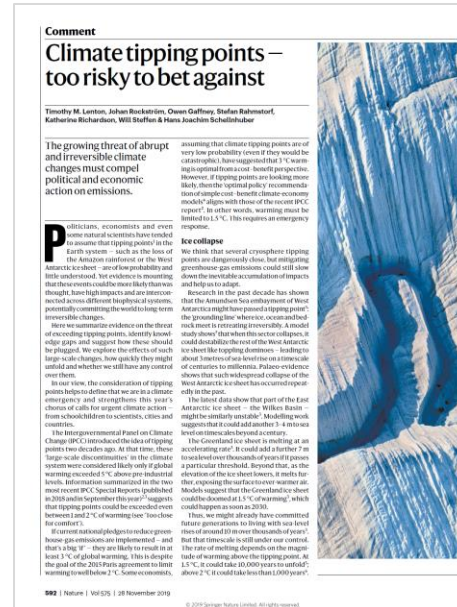 Comment
Climate tipping points —
too risky to bet against
Timothy M. Lenton, Johan Rockström, Owen Gaffney, Stefan Rahmstorf,
Katherine Richardson, Will Steffen & Hans Joachim Schellnhuber
The growing threat of abrupt
and irreversible climate
changes must compel
political and economic
action on emissions.
Politicians, economists and even
some natural scientists have tended
to assume that tipping points¹ in the
Earth system — such as the loss of
the Amazon rainforest or the West
Antarctic ice sheet — are of low probability and
little understood. Yet evidence is mounting
that these events could be more likely than was
thought, have high impacts and are intercon-
nected across different biophysical systems,
potentially committing the world to long-term
irreversible changes.
Here we summarize evidence on the threat
of exceeding tipping points, identify knowl-
edge gaps and suggest how these should
be plugged. We explore the effects of such
large-scale changes, how quickly they might
unfold and whether we still have any control
over them.
In our view, the consideration of tipping
points helps to define that we are in a climate
emergency and strengthens this year's
chorus of calls for urgent climate action —
from schoolchildren to scientists, cities and
countries.
The Intergovernmental Panel on Climate
Change (IPCC) introduced the idea of tipping
points two decades ago. At that time, these
'large-scale discontinuities' in the climate
system were considered likely only if global
warming exceeded 5 °C above pre-industrial
levels. Information summarized in the two
most recent IPCC Special Reports (published
in 2018 and in September this year)²,³ suggests
that tipping points could be exceeded even
between 1 and 2 °C of warming (see 'Too close
for comfort').
If current national pledges to reduce green-
house-gas emissions are implemented — and
that's a big 'if' — they are likely to result in at
least 3 °C of global warming. This is despite
the goal of the 2015 Paris agreement to limit
warming to well below 2 °C. Some economists,
assuming that climate tipping points are of
very low probability (even if they would be
catastrophic), have suggested that 3 °C warm-
ing is optimal from a cost–benefit perspective.
However, if tipping points are looking more
likely, then the 'optimal policy' recommenda-
tion of simple cost–benefit climate-economy
models⁴ aligns with those of the recent IPCC
report². In other words, warming must be
limited to 1.5 °C. This requires an emergency
response.
Ice collapse
We think that several cryosphere tipping
points are dangerously close, but mitigating
greenhouse-gas emissions could still slow
down the inevitable accumulation of impacts
and help us to adapt.
Research in the past decade has shown
that the Amundsen Sea embayment of West
Antarctica might have passed a tipping point³:
the 'grounding line' where ice, ocean and bed-
rock meet is retreating irreversibly. A model
study shows⁵ that when this sector collapses, it
could destabilize the rest of the West Antarctic
ice sheet like toppling dominoes — leading to
about 3 metres of sea-level rise on a timescale
of centuries to millennia. Palaeo-evidence
shows that such widespread collapse of the
West Antarctic ice sheet has occurred repeat-
edly in the past.
The latest data show that part of the East
Antarctic ice sheet — the Wilkes Basin —
might be similarly unstable³. Modelling work
suggests that it could add another 3–4 m to sea
level on timescales beyond a century.
The Greenland ice sheet is melting at an
accelerating rate³. It could add a further 7 m
to sea level over thousands of years if it passes
a particular threshold. Beyond that, as the
elevation of the ice sheet lowers, it melts fur-
ther, exposing the surface to ever-warmer air.
Models suggest that the Greenland ice sheet
could be doomed at 1.5 °C of warming³, which
could happen as soon as 2030.
Thus, we might already have committed
future generations to living with sea-level
rises of around 10 m over thousands of years³.
But that timescale is still under our control.
The rate of melting depends on the magni-
tude of warming above the tipping point. At
1.5 °C, it could take 10,000 years to unfold³;
above 2 °C it could take less than 1,000 years⁶.
592 | Nature | Vol 575 | 28 November 2019
© 2019 Springer Nature Limited. All rights reserved.